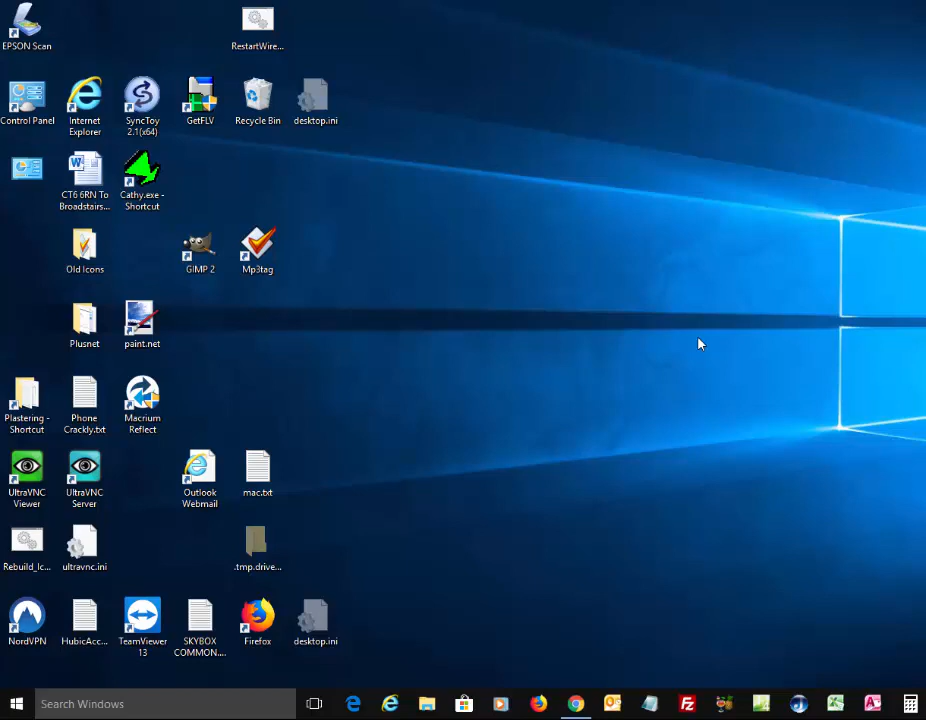 EPSON Scan
RestartWire...
Control Panel
Internet
Explorer
SyncToy
2.1(x64)
GetFLV
Recycle Bin
desktop.ini
CT6 6RN To
Broadstairs...
Cathy.exe -
Shortcut
Old Icons
GIMP 2
Mp3tag
Plusnet
paint.net
Plastering -
Shortcut
Phone
Crackly.txt
Macrium
Reflect
UltraVNC
Viewer
UltraVNC
Server
Outlook
Webmail
mac.txt
Rebuild_Ic...
ultravnc.ini
.tmp.drive...
NordVPN
HubicAcc...
TeamViewer
13
SKYBOX
COMMON....
Firefox
desktop.ini
Search Windows